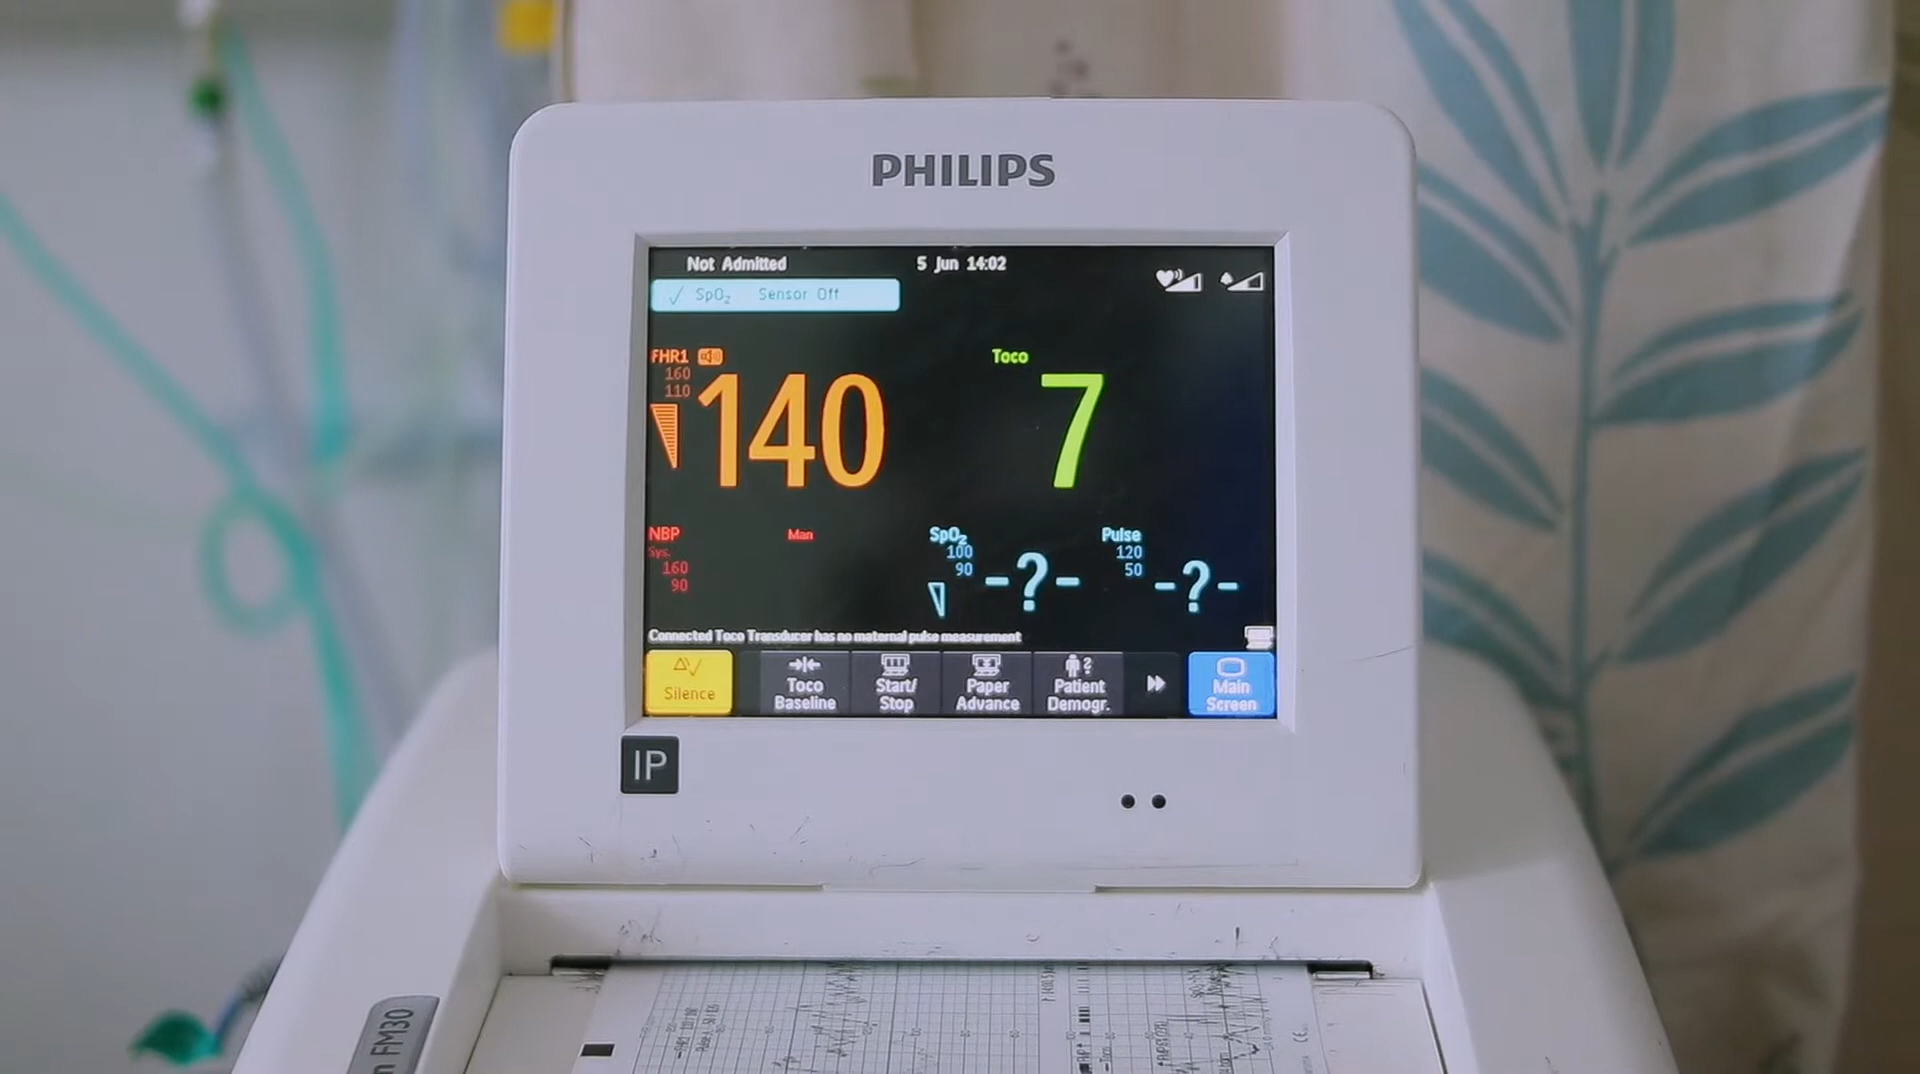 PHILIPS
Not Admitted
5 Jun 14:02
SpO₂ Sensor Off
FHR1
160
110
140
Toco
7
NBP
Man
Sys.
160
90
SpO₂
100
90
-?-
Pulse
120
50
-?-
Connected Toco Transducer has no maternal pulse measurement
Silence
Toco
Baseline
Start/
Stop
Paper
Advance
Patient
Demogr.
Main
Screen
IP
FM30